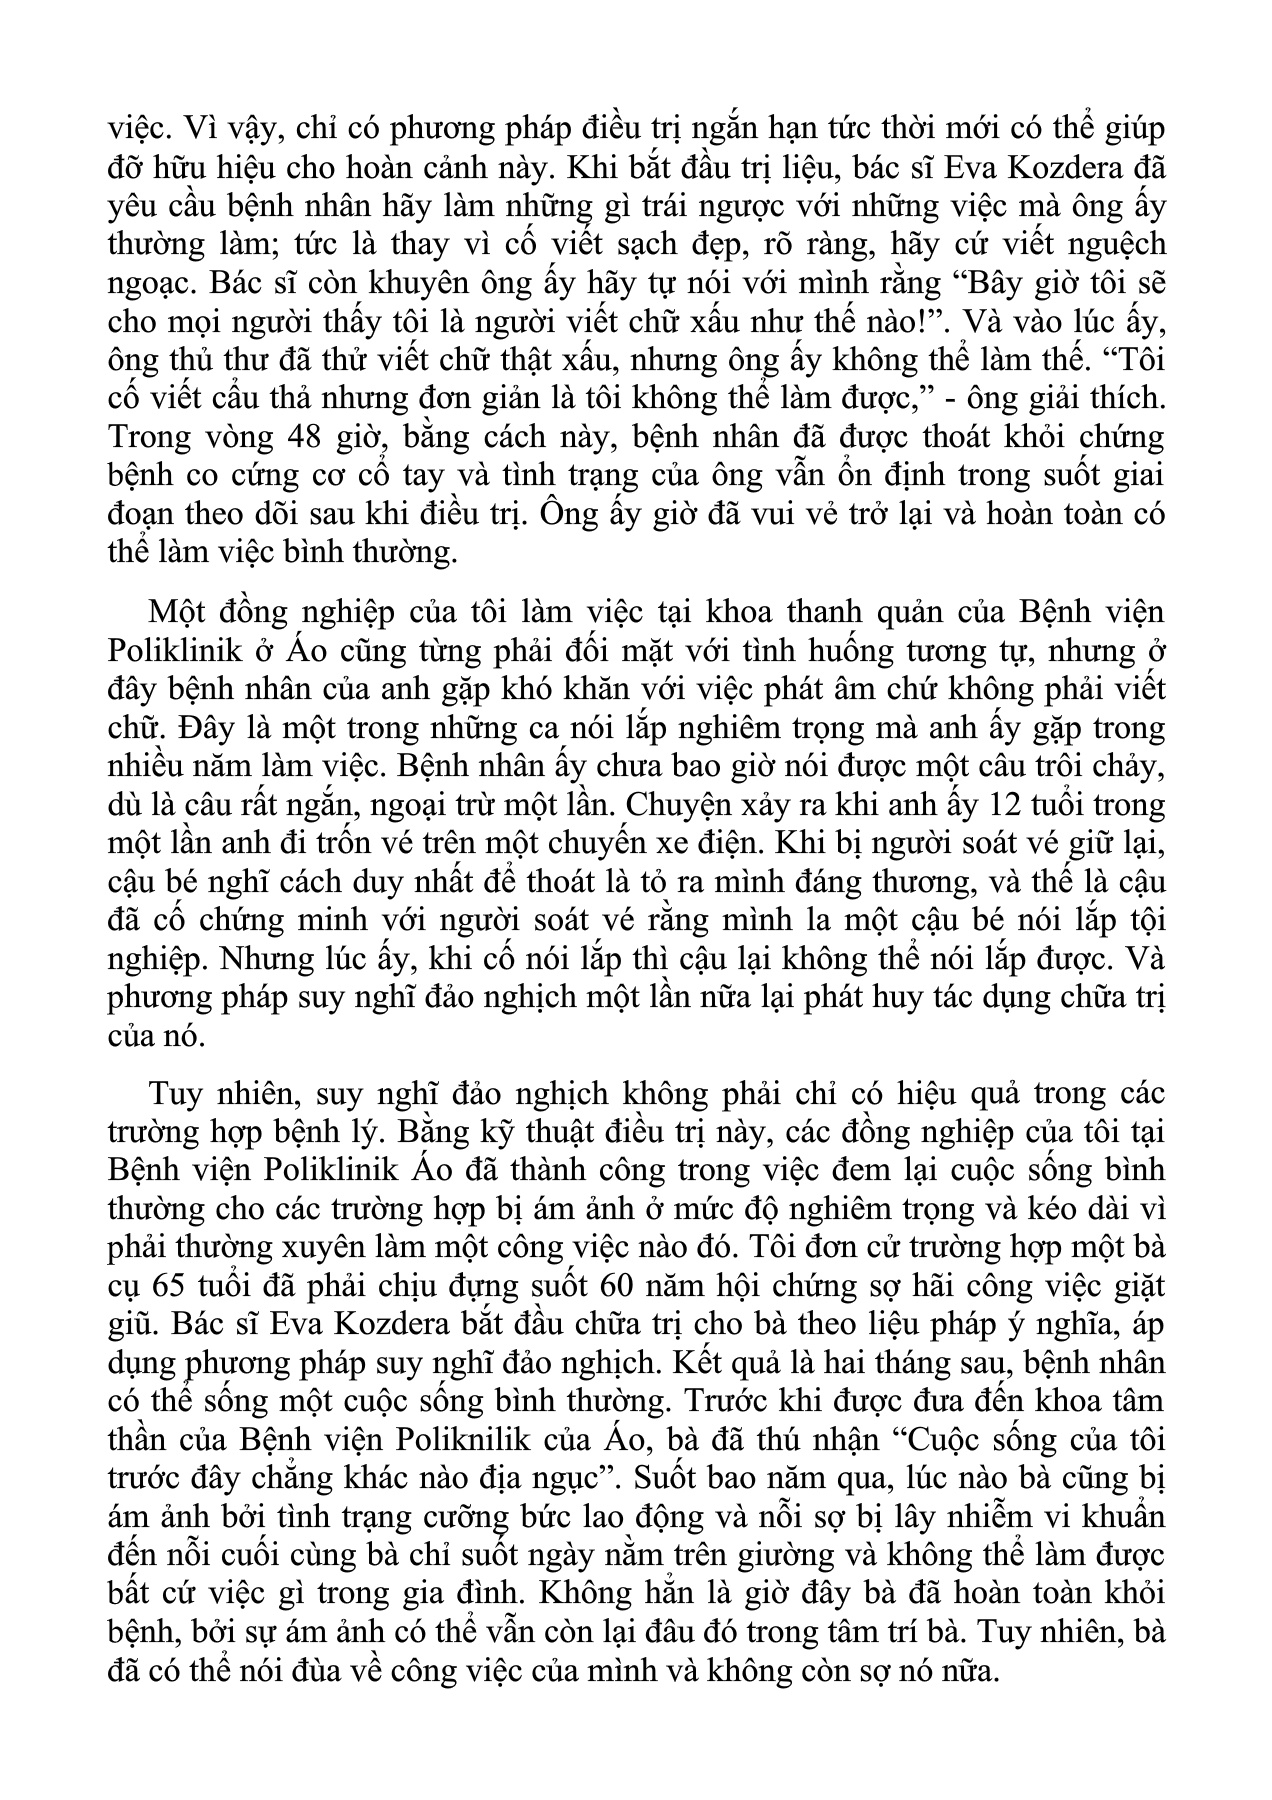 việc. Vì vậy, chỉ có phương pháp điều trị ngắn hạn tức thời mới có thể giúp
đỡ hữu hiệu cho hoàn cảnh này. Khi bắt đầu trị liệu, bác sĩ Eva Kozdera đã
yêu cầu bệnh nhân hãy làm những gì trái ngược với những việc mà ông ấy
thường làm; tức là thay vì cố viết sạch đẹp, rõ ràng, hãy cứ viết nguệch
ngoạc. Bác sĩ còn khuyên ông ấy hãy tự nói với mình rằng “Bây giờ tôi sẽ
cho mọi người thấy tôi là người viết chữ xấu như thế nào!”. Và vào lúc ấy,
ông thủ thư đã thử viết chữ thật xấu, nhưng ông ấy không thể làm thế. “Tôi
cố viết cẩu thả nhưng đơn giản là tôi không thể làm được,” - ông giải thích.
Trong vòng 48 giờ, bằng cách này, bệnh nhân đã được thoát khỏi chứng
bệnh co cứng cơ cổ tay và tình trạng của ông vẫn ổn định trong suốt giai
đoạn theo dõi sau khi điều trị. Ông ấy giờ đã vui vẻ trở lại và hoàn toàn có
thể làm việc bình thường.
Một đồng nghiệp của tôi làm việc tại khoa thanh quản của Bệnh viện
Poliklinik ở Áo cũng từng phải đối mặt với tình huống tương tự, nhưng ở
đây bệnh nhân của anh gặp khó khăn với việc phát âm chứ không phải viết
chữ. Đây là một trong những ca nói lắp nghiêm trọng mà anh ấy gặp trong
nhiều năm làm việc. Bệnh nhân ấy chưa bao giờ nói được một câu trôi chảy,
dù là câu rất ngắn, ngoại trừ một lần. Chuyện xảy ra khi anh ấy 12 tuổi trong
một lần anh đi trốn vé trên một chuyến xe điện. Khi bị người soát vé giữ lại,
cậu bé nghĩ cách duy nhất để thoát là tỏ ra mình đáng thương, và thế là cậu
đã cố chứng minh với người soát vé rằng mình la một cậu bé nói lắp tội
nghiệp. Nhưng lúc ấy, khi cố nói lắp thì cậu lại không thể nói lắp được. Và
phương pháp suy nghĩ đảo nghịch một lần nữa lại phát huy tác dụng chữa trị
của nó.
Tuy nhiên, suy nghĩ đảo nghịch không phải chỉ có hiệu quả trong các
trường hợp bệnh lý. Bằng kỹ thuật điều trị này, các đồng nghiệp của tôi tại
Bệnh viện Poliklinik Áo đã thành công trong việc đem lại cuộc sống bình
thường cho các trường hợp bị ám ảnh ở mức độ nghiêm trọng và kéo dài vì
phải thường xuyên làm một công việc nào đó. Tôi đơn cử trường hợp một bà
cụ 65 tuổi đã phải chịu đựng suốt 60 năm hội chứng sợ hãi công việc giặt
giũ. Bác sĩ Eva Kozdera bắt đầu chữa trị cho bà theo liệu pháp ý nghĩa, áp
dụng phương pháp suy nghĩ đảo nghịch. Kết quả là hai tháng sau, bệnh nhân
có thể sống một cuộc sống bình thường. Trước khi được đưa đến khoa tâm
thần của Bệnh viện Poliknilik của Áo, bà đã thú nhận “Cuộc sống của tôi
trước đây chẳng khác nào địa ngục”. Suốt bao năm qua, lúc nào bà cũng bị
ám ảnh bởi tình trạng cưỡng bức lao động và nỗi sợ bị lây nhiễm vi khuẩn
đến nỗi cuối cùng bà chỉ suốt ngày nằm trên giường và không thể làm được
bất cứ việc gì trong gia đình. Không hẳn là giờ đây bà đã hoàn toàn khỏi
bệnh, bởi sự ám ảnh có thể vẫn còn lại đâu đó trong tâm trí bà. Tuy nhiên, bà
đã có thể nói đùa về công việc của mình và không còn sợ nó nữa.